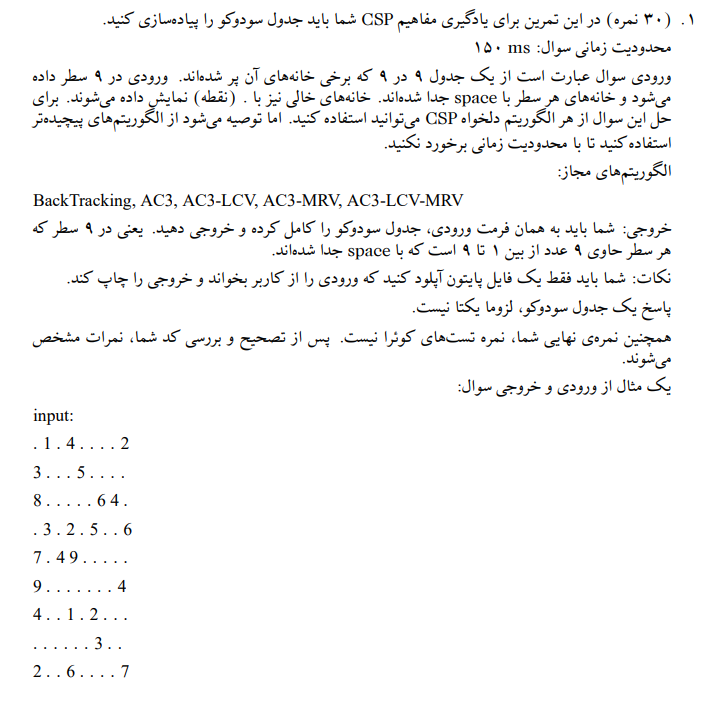 ۱. (۳۰ نمره) در این تمرین برای یادگیری مفاهیم CSP شما باید جدول سودوکو را پیاده‌سازی کنید.
محدودیت زمانی سوال: ۱۵۰ ms
ورودی سوال عبارت است از یک جدول ۹ در ۹ که برخی خانه‌های آن پر شده‌اند. ورودی در ۹ سطر داده
می‌شود و خانه‌های هر سطر با space جدا شده‌اند. خانه‌های خالی نیز با . (نقطه) نمایش داده می‌شوند. برای
حل این سوال از هر الگوریتم دلخواه CSP می‌توانید استفاده کنید. اما توصیه می‌شود از الگوریتم‌های پیچیده‌تر
استفاده کنید تا با محدودیت زمانی برخورد نکنید.
الگوریتم‌های مجاز:
BackTracking, AC3, AC3-LCV, AC3-MRV, AC3-LCV-MRV
خروجی: شما باید به همان فرمت ورودی، جدول سودوکو را کامل کرده و خروجی دهید. یعنی در ۹ سطر که
هر سطر حاوی ۹ عدد از بین ۱ تا ۹ است که با space جدا شده‌اند.
نکات: شما باید فقط یک فایل پایتون آپلود کنید که ورودی را از کاربر بخواند و خروجی را چاپ کند.
پاسخ یک جدول سودوکو، لزوما یکتا نیست.
همچنین نمره‌ی نهایی شما، نمره تست‌های کوئرا نیست. پس از تصحیح و بررسی کد شما، نمرات مشخص
می‌شوند.
یک مثال از ورودی و خروجی سوال:
input:
. 1 . 4 . . . . 2
3 . . . 5 . . . .
8 . . . . . 6 4 .
. 3 . 2 . 5 . . 6
7 . 4 9 . . . . .
9 . . . . . . . 4
4 . . 1 . 2 . . .
. . . . . . 3 . .
2 . . 6 . . . . 7